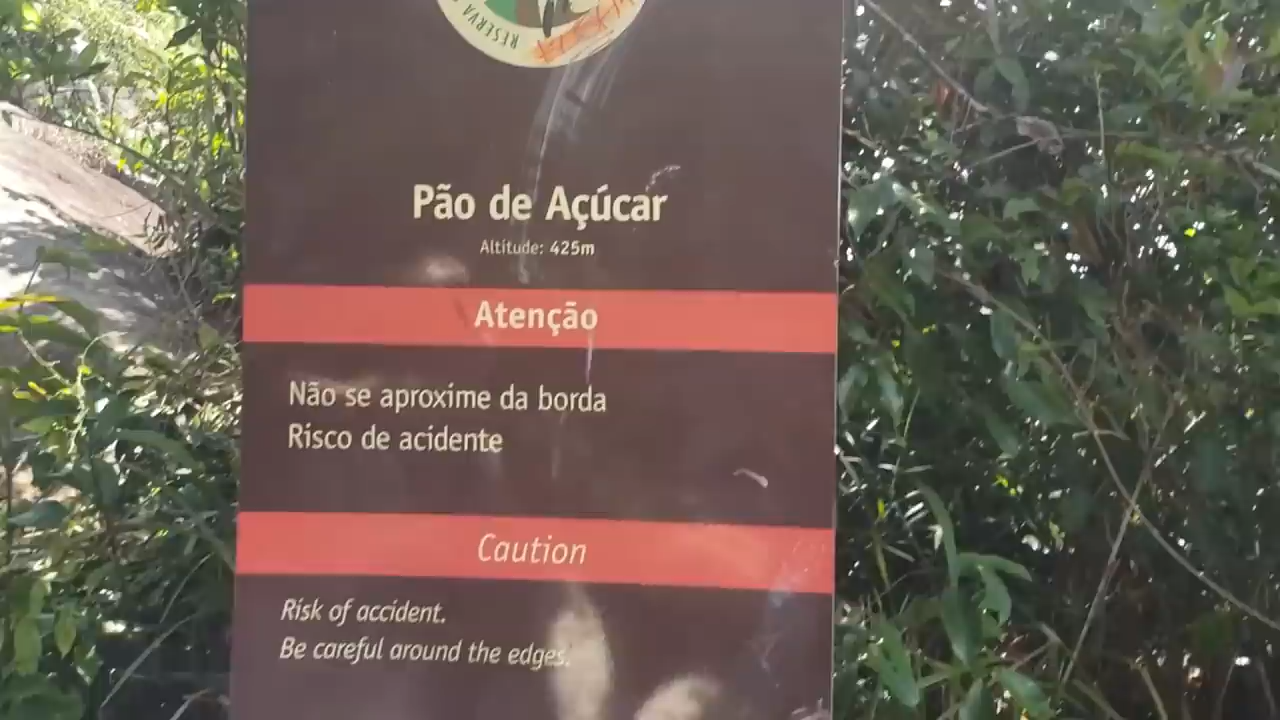 RESERVA
Pão de Açúcar
Altitude: 425m
Atenção
Não se aproxime da borda
Risco de acidente
Caution
Risk of accident.
Be careful around the edges.